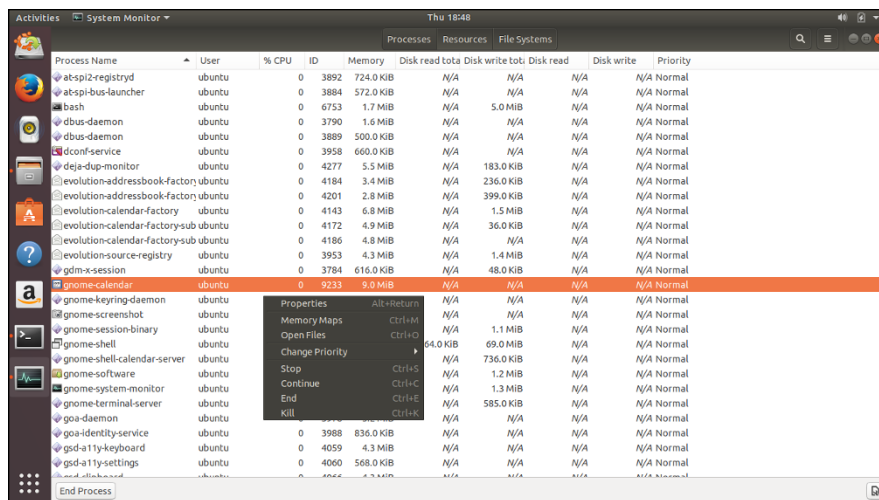 Activities System Monitor Thu 18:48
Processes Resources File Systems
Process Name User % CPU ID Memory Disk read tota Disk write tota Disk read Disk write Priority
at-spi2-registryd ubuntu 0 3892 724.0 KiB N/A N/A N/A N/A Normal
at-spi-bus-launcher ubuntu 0 3884 572.0 KiB N/A N/A N/A N/A Normal
bash ubuntu 0 6753 1.7 MiB N/A 5.0 MiB N/A N/A Normal
dbus-daemon ubuntu 0 3790 1.6 MiB N/A N/A N/A N/A Normal
dbus-daemon ubuntu 0 3889 500.0 KiB N/A N/A N/A N/A Normal
dconf-service ubuntu 0 3958 660.0 KiB N/A N/A N/A N/A Normal
deja-dup-monitor ubuntu 0 4277 5.5 MiB N/A 183.0 KiB N/A N/A Normal
evolution-addressbook-factory ubuntu 0 4184 3.4 MiB N/A 236.0 KiB N/A N/A Normal
evolution-addressbook-factory ubuntu 0 4201 2.8 MiB N/A 399.0 KiB N/A N/A Normal
evolution-calendar-factory ubuntu 0 4143 6.8 MiB N/A 1.5 MiB N/A N/A Normal
evolution-calendar-factory-sub ubuntu 0 4172 4.9 MiB N/A 36.0 KiB N/A N/A Normal
evolution-calendar-factory-sub ubuntu 0 4186 4.8 MiB N/A N/A N/A N/A Normal
evolution-source-registry ubuntu 0 3953 4.3 MiB N/A 1.4 MiB N/A N/A Normal
gdm-x-session ubuntu 0 3784 616.0 KiB N/A 48.0 KiB N/A N/A Normal
gnome-calendar ubuntu 0 9233 9.0 MiB N/A N/A N/A N/A Normal
gnome-keyring-daemon ubuntu Properties Alt+Return N/A N/A N/A N/A Normal
gnome-screenshot ubuntu Memory Maps Ctrl+M N/A N/A N/A N/A Normal
gnome-session-binary ubuntu Open Files Ctrl+O N/A 1.1 MiB N/A N/A Normal
gnome-shell ubuntu Change Priority 64.0 KiB 69.0 MiB N/A N/A Normal
gnome-shell-calendar-server ubuntu Stop Ctrl+S N/A 736.0 KiB N/A N/A Normal
gnome-software ubuntu Continue Ctrl+C N/A 1.2 MiB N/A N/A Normal
gnome-system-monitor ubuntu End Ctrl+E N/A 1.3 MiB N/A N/A Normal
gnome-terminal-server ubuntu Kill Ctrl+K N/A 585.0 KiB N/A N/A Normal
goa-daemon ubuntu N/A N/A N/A N/A Normal
goa-identity-service ubuntu 0 3988 836.0 KiB N/A N/A N/A N/A Normal
gsd-a11y-keyboard ubuntu 0 4059 4.3 MiB N/A N/A N/A N/A Normal
gsd-a11y-settings ubuntu 0 4060 568.0 KiB N/A N/A N/A N/A Normal
End Process